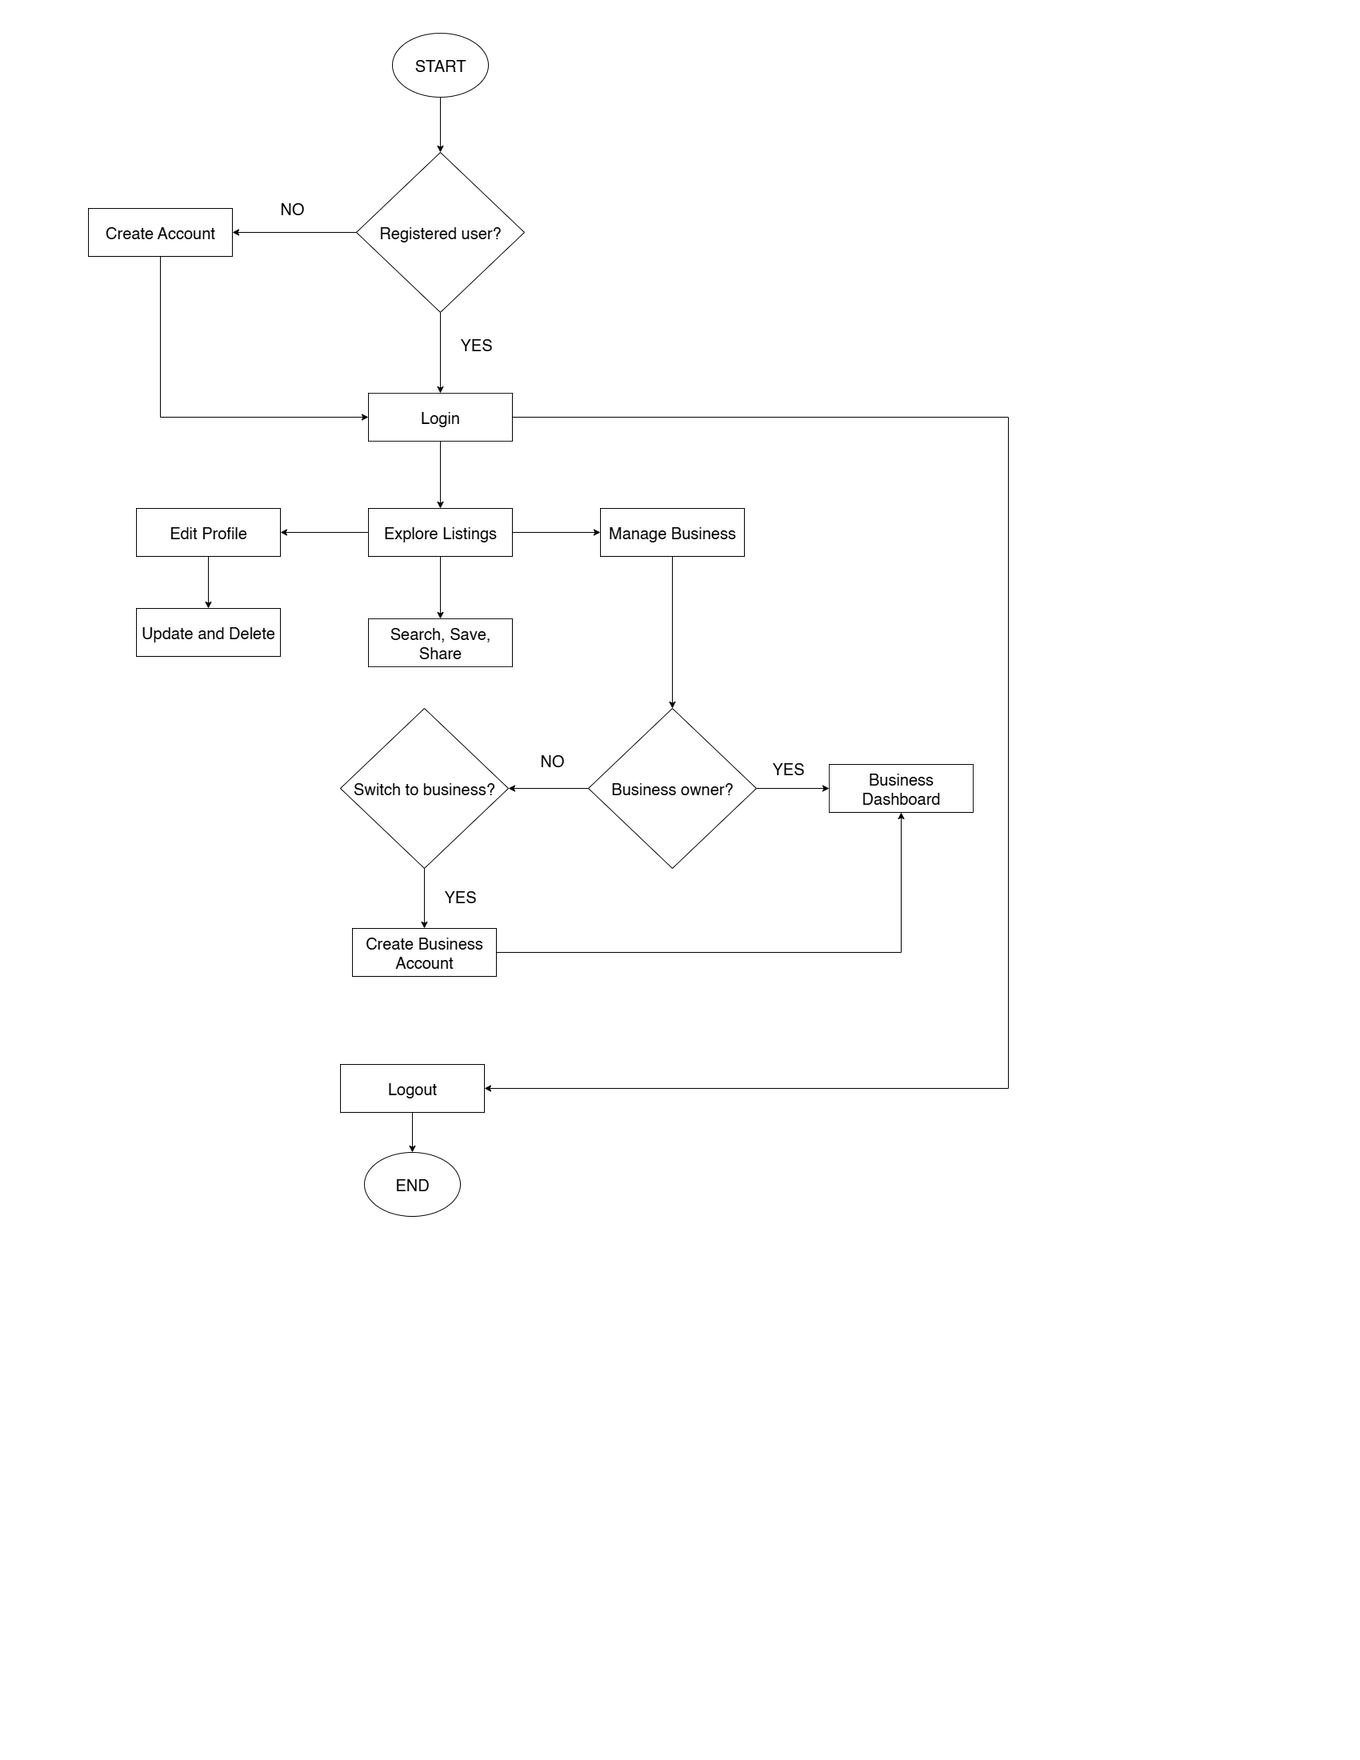 START
NO
Create Account
Registered user?
YES
Login
Edit Profile
Explore Listings
Manage Business
Update and Delete
Search, Save,
Share
NO
YES
Switch to business?
Business owner?
Business
Dashboard
YES
Create Business
Account
Logout
END